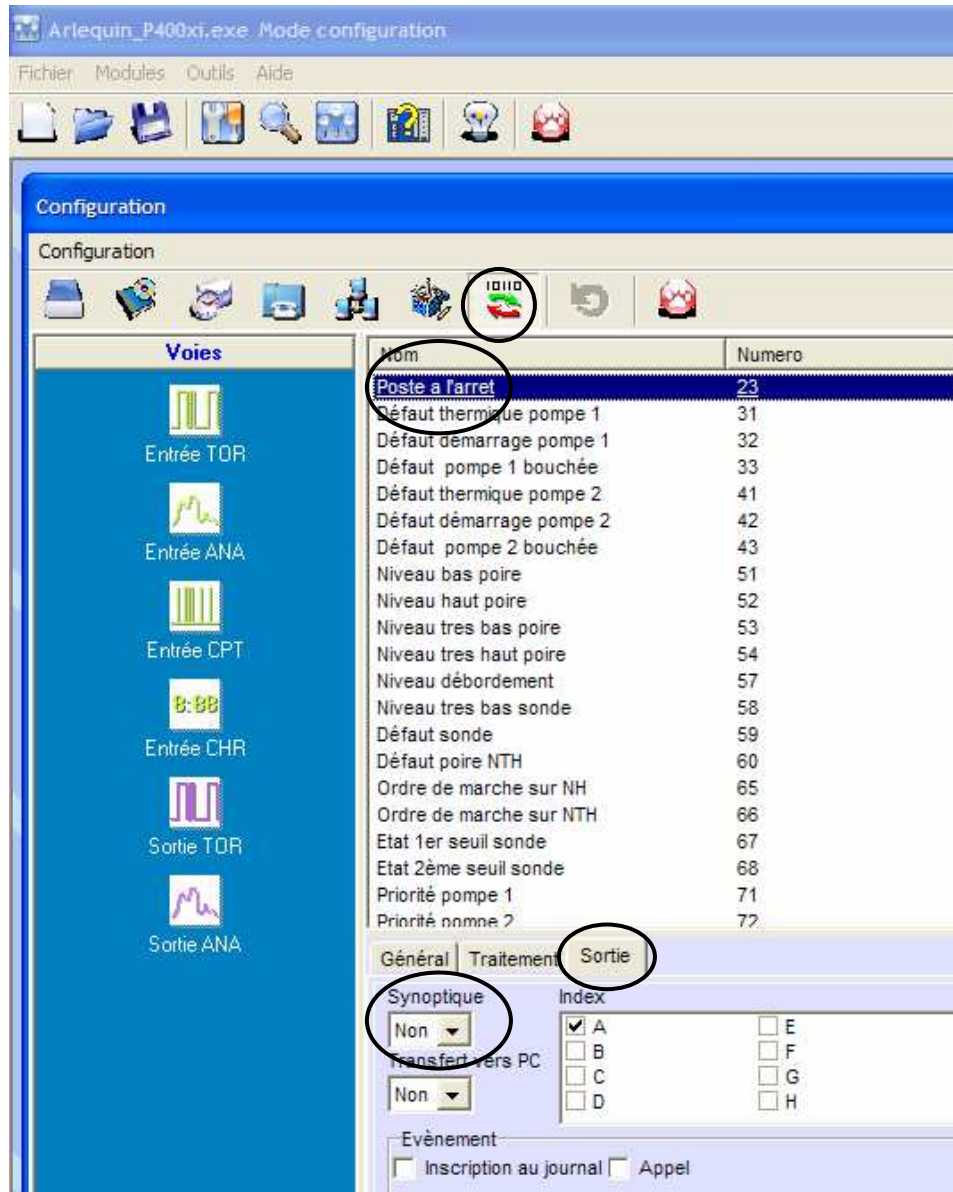 Arlequin_P400xi.exe Mode configuration
Fichier Modules Outils Aide
Configuration
Configuration
Voies
Entrée TOR
Entrée ANA
Entrée CPT
8:88
Entrée CHR
Sortie TOR
Sortie ANA
Nom Numero
Poste a l'arret 23
Défaut thermique pompe 1 31
Défaut démarrage pompe 1 32
Défaut pompe 1 bouchée 33
Défaut thermique pompe 2 41
Défaut démarrage pompe 2 42
Défaut pompe 2 bouchée 43
Niveau bas poire 51
Niveau haut poire 52
Niveau tres bas poire 53
Niveau tres haut poire 54
Niveau débordement 57
Niveau tres bas sonde 58
Défaut sonde 59
Défaut poire NTH 60
Ordre de marche sur NH 65
Ordre de marche sur NTH 66
Etat 1er seuil sonde 67
Etat 2ème seuil sonde 68
Priorité pompe 1 71
Priorité pompe 2 72
Général Traitement Sortie
Synoptique Index
Non A E
B F
Transfert vers PC
C G
Non D H
Evènement
Inscription au journal Appel